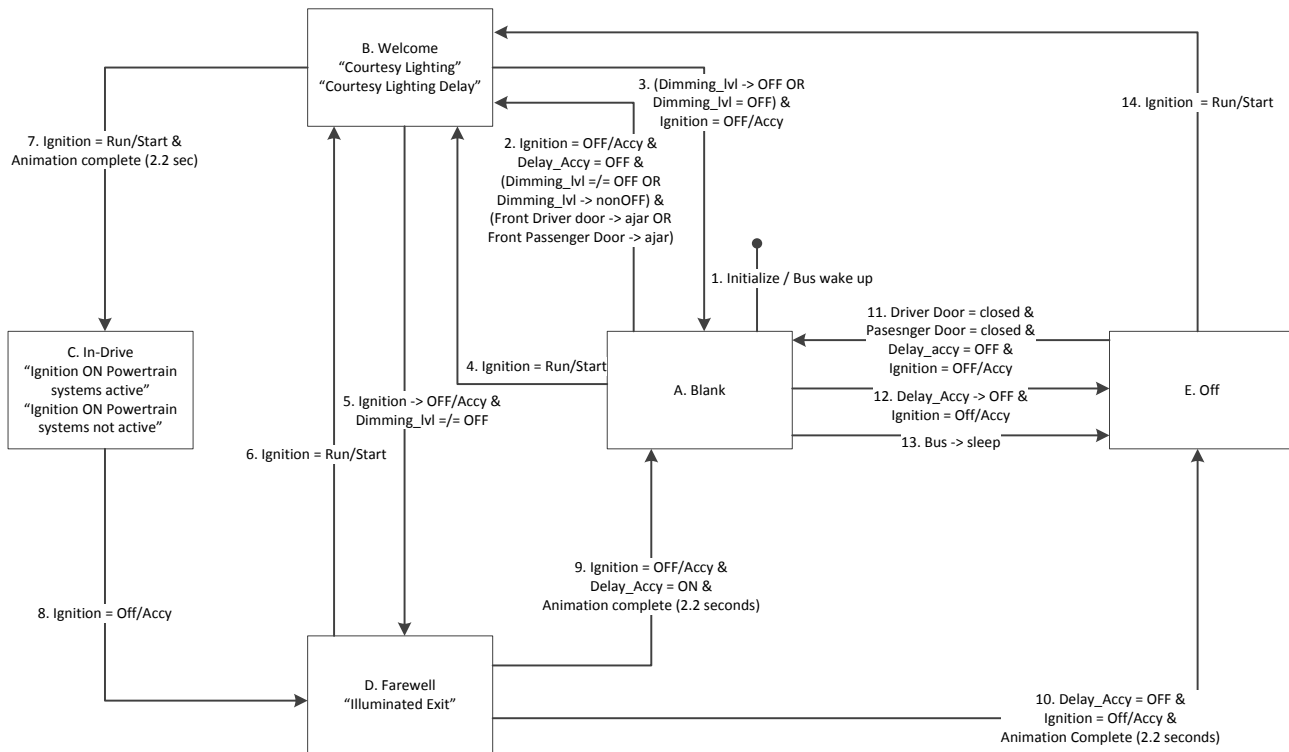 B. Welcome
“Courtesy Lighting”
“Courtesy Lighting Delay”
3. (Dimming_lvl -> OFF OR
Dimming_lvl = OFF) &
Ignition = OFF/Accy
14. Ignition = Run/Start
7. Ignition = Run/Start &
Animation complete (2.2 sec)
2. Ignition = OFF/Accy &
Delay_Accy = OFF &
(Dimming_lvl =/= OFF OR
Dimming_lvl -> nonOFF) &
(Front Driver door -> ajar OR
Front Passenger Door -> ajar)
1. Initialize / Bus wake up
11. Driver Door = closed &
Pasesnger Door = closed &
Delay_accy = OFF &
Ignition = OFF/Accy
C. In-Drive
“Ignition ON Powertrain
systems active”
“Ignition ON Powertrain
systems not active”
4. Ignition = Run/Start
A. Blank
E. Off
12. Delay_Accy -> OFF &
Ignition = Off/Accy
5. Ignition -> OFF/Accy &
Dimming_lvl =/= OFF
13. Bus -> sleep
6. Ignition = Run/Start
9. Ignition = OFF/Accy &
Delay_Accy = ON &
Animation complete (2.2 seconds)
8. Ignition = Off/Accy
D. Farewell
“Illuminated Exit”
10. Delay_Accy = OFF &
Ignition = Off/Accy &
Animation Complete (2.2 seconds)